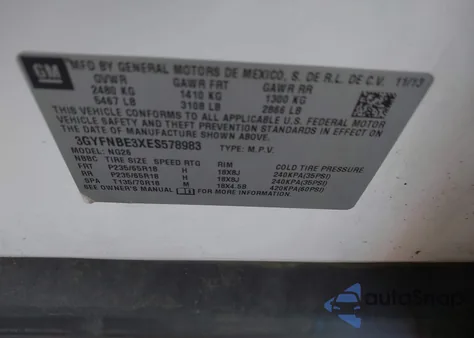 GM
MFD BY GENERAL MOTORS DE MEXICO, S. DE R.L. DE C.V. 11/13
GVWR GAWR FRT GAWR RR
2480 KG 1410 KG 1300 KG
5467 LB 3108 LB 2866 LB
THIS VEHICLE CONFORMS TO ALL APPLICABLE U.S. FEDERAL MOTOR
VEHICLE SAFETY AND THEFT PREVENTION STANDARDS IN EFFECT ON
THE DATE OF MANUFACTURE SHOWN ABOVE.
3GYFNBE3XES578983 TYPE: M.P.V.
MODEL: NG26
NBBC TIRE SIZE SPEED RTG RIM COLD TIRE PRESSURE
FRT P235/65R18 H 18X8J 240KPA(35PSI)
RR P235/65R18 H 18X8J 240KPA(35PSI)
SPA T135/70R18 M 18X4.5B 420KPA(60PSI)
SEE OWNER'S MANUAL FOR MORE INFORMATION.
AutoSnap